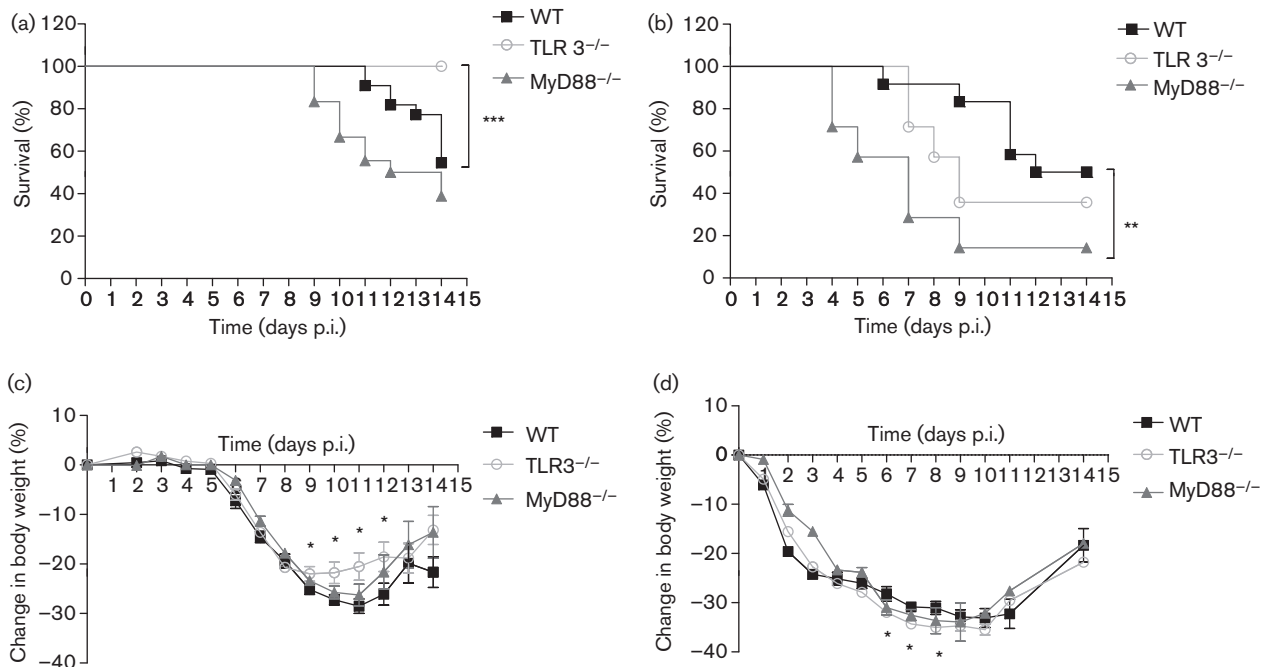 (a)
120
100
80
60
40
20
0
Survival (%)
0 1 2 3 4 5 6 7 8 9 10 11 12 13 14 15
Time (days p.i.)
WT
TLR 3−/−
MyD88−/−
***
(b)
120
100
80
60
40
20
0
Survival (%)
0 1 2 3 4 5 6 7 8 9 10 11 12 13 14 15
Time (days p.i.)
WT
TLR 3−/−
MyD88−/−
**
(c)
10
0
−10
−20
−30
−40
Change in body weight (%)
Time (days p.i.)
1 2 3 4 5 7 8 9 10 11 12 13 14 15
* * * *
WT
TLR3−/−
MyD88−/−
(d)
10
0
−10
−20
−30
−40
Change in body weight (%)
Time (days p.i.)
1 2 3 4 5 6 7 8 9 10 11 12 13 14 15
* * *
WT
TLR3−/−
MyD88−/−